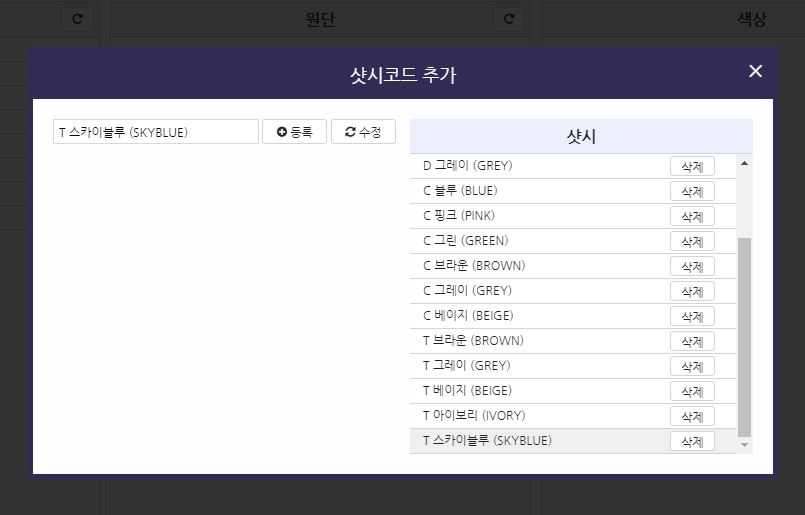 원단
색상
샷시코드 추가
T 스카이블루 (SKYBLUE)
등록
수정
샷시
D 그레이 (GREY) 삭제
C 블루 (BLUE) 삭제
C 핑크 (PINK) 삭제
C 그린 (GREEN) 삭제
C 브라운 (BROWN) 삭제
C 그레이 (GREY) 삭제
C 베이지 (BEIGE) 삭제
T 브라운 (BROWN) 삭제
T 그레이 (GREY) 삭제
T 베이지 (BEIGE) 삭제
T 아이보리 (IVORY) 삭제
T 스카이블루 (SKYBLUE) 삭제